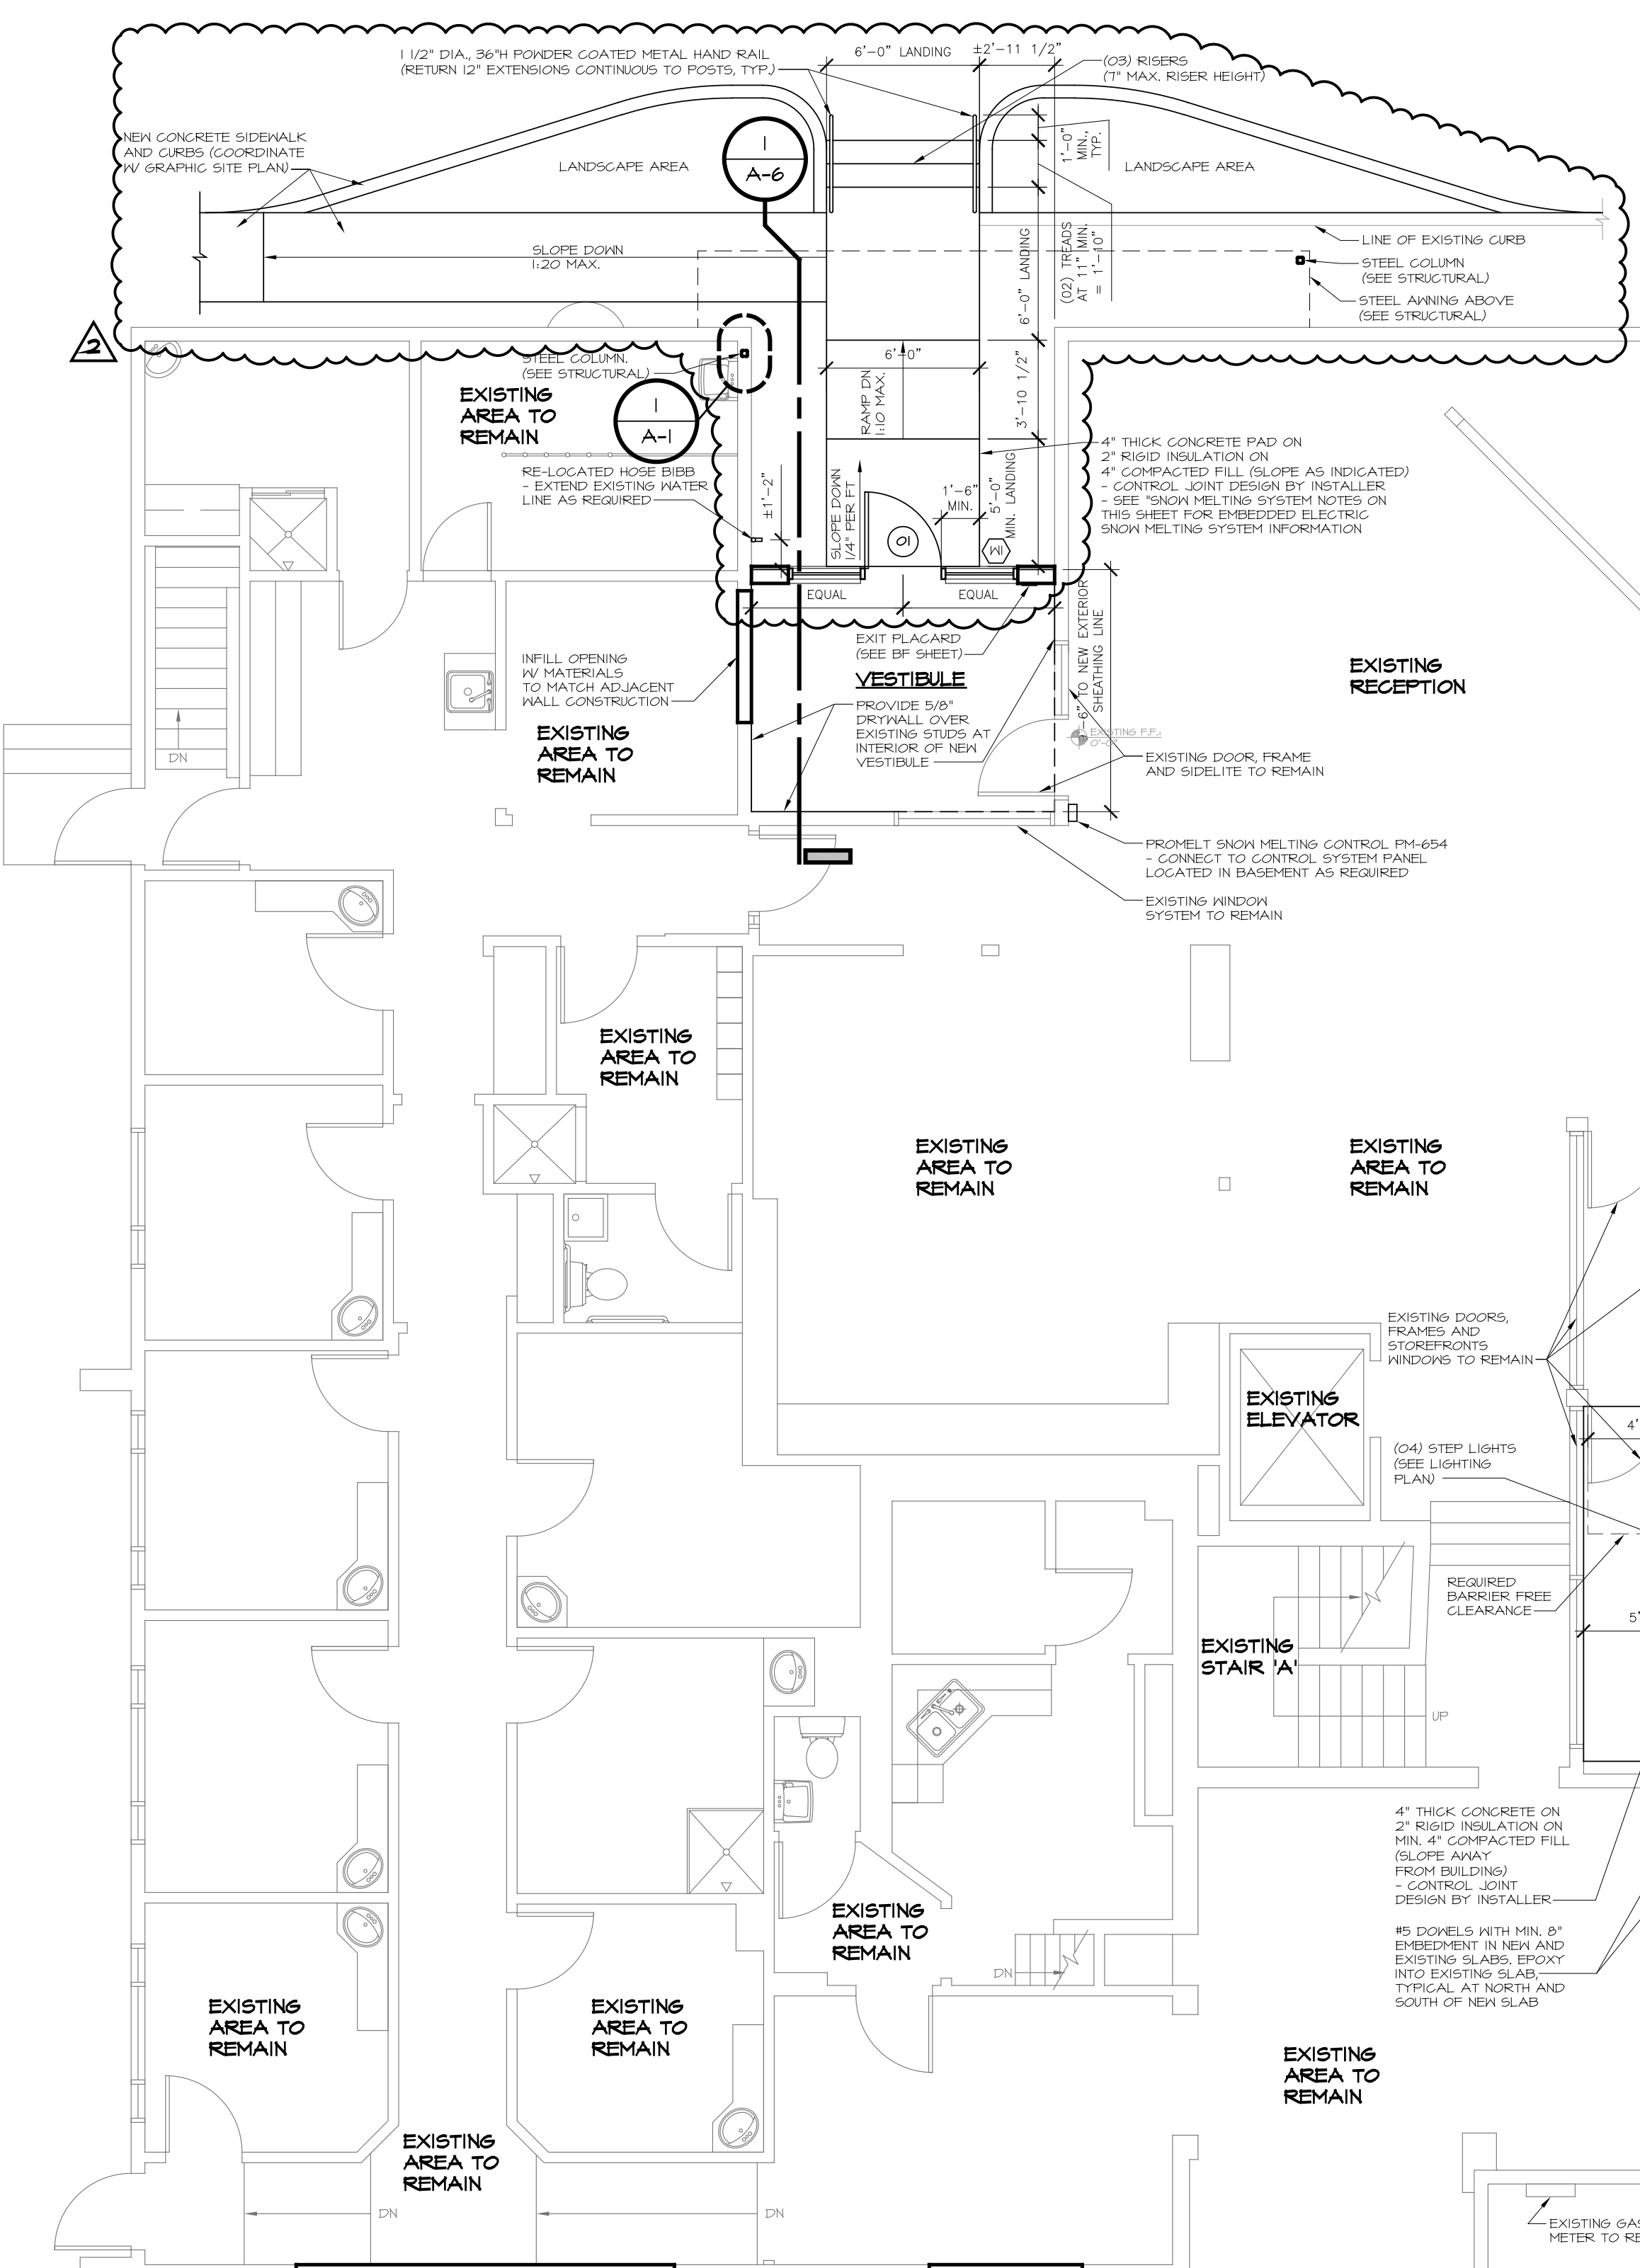 1 1/2" DIA., 36"H POWDER COATED METAL HAND RAIL
(RETURN 12" EXTENSIONS CONTINUOUS TO POSTS, TYP.)
6'-0" LANDING
±2'-11 1/2"
(03) RISERS
(7" MAX. RISER HEIGHT)
NEW CONCRETE SIDEWALK
AND CURBS (COORDINATE
W/ GRAPHIC SITE PLAN)
LANDSCAPE AREA
1
A-6
1'-0"
MIN.,
TYP.
LANDSCAPE AREA
SLOPE DOWN
1:20 MAX.
6'-0" LANDING
(02) TREADS
AT 11" MIN.
= 1'-10"
LINE OF EXISTING CURB
STEEL COLUMN
(SEE STRUCTURAL)
STEEL AWNING ABOVE
(SEE STRUCTURAL)
2
STEEL COLUMN.
(SEE STRUCTURAL)
EXISTING
AREA TO
REMAIN
1
A-1
6'-0"
RAMP DN
1:10 MAX.
3'-10 1/2"
RE-LOCATED HOSE BIBB
- EXTEND EXISTING WATER
LINE AS REQUIRED
±1'-2"
SLOPE DOWN
1/4" PER FT
1'-6"
MIN.
5'-0"
MIN. LANDING
01
W1
4" THICK CONCRETE PAD ON
2" RIGID INSULATION ON
4" COMPACTED FILL (SLOPE AS INDICATED)
- CONTROL JOINT DESIGN BY INSTALLER
- SEE "SNOW MELTING SYSTEM NOTES ON
THIS SHEET FOR EMBEDDED ELECTRIC
SNOW MELTING SYSTEM INFORMATION
EQUAL
EQUAL
EXIT PLACARD
(SEE BF SHEET)
-6" TO NEW EXTERIOR
SHEATHING LINE
INFILL OPENING
W/ MATERIALS
TO MATCH ADJACENT
WALL CONSTRUCTION
VESTIBULE
EXISTING
RECEPTION
PROVIDE 5/8"
DRYWALL OVER
EXISTING STUDS AT
INTERIOR OF NEW
VESTIBULE
EXISTING F.F.:
0'-0"
EXISTING
AREA TO
REMAIN
DN
EXISTING DOOR, FRAME
AND SIDELITE TO REMAIN
PROMELT SNOW MELTING CONTROL PM-654
- CONNECT TO CONTROL SYSTEM PANEL
LOCATED IN BASEMENT AS REQUIRED
EXISTING WINDOW
SYSTEM TO REMAIN
EXISTING
AREA TO
REMAIN
EXISTING
AREA TO
REMAIN
EXISTING
AREA TO
REMAIN
EXISTING DOORS,
FRAMES AND
STOREFRONTS
WINDOWS TO REMAIN
EXISTING
ELEVATOR
4'
(04) STEP LIGHTS
(SEE LIGHTING
PLAN)
REQUIRED
BARRIER FREE
CLEARANCE
5'
EXISTING
STAIR 'A'
UP
4" THICK CONCRETE ON
2" RIGID INSULATION ON
MIN. 4" COMPACTED FILL
(SLOPE AWAY
FROM BUILDING)
- CONTROL JOINT
DESIGN BY INSTALLER
EXISTING
AREA TO
REMAIN
#5 DOWELS WITH MIN. 8"
EMBEDMENT IN NEW AND
EXISTING SLABS. EPOXY
INTO EXISTING SLAB,
TYPICAL AT NORTH AND
SOUTH OF NEW SLAB
DN
EXISTING
AREA TO
REMAIN
EXISTING
AREA TO
REMAIN
EXISTING
AREA TO
REMAIN
EXISTING
AREA TO
REMAIN
DN
DN
EXISTING GAS
METER TO RE